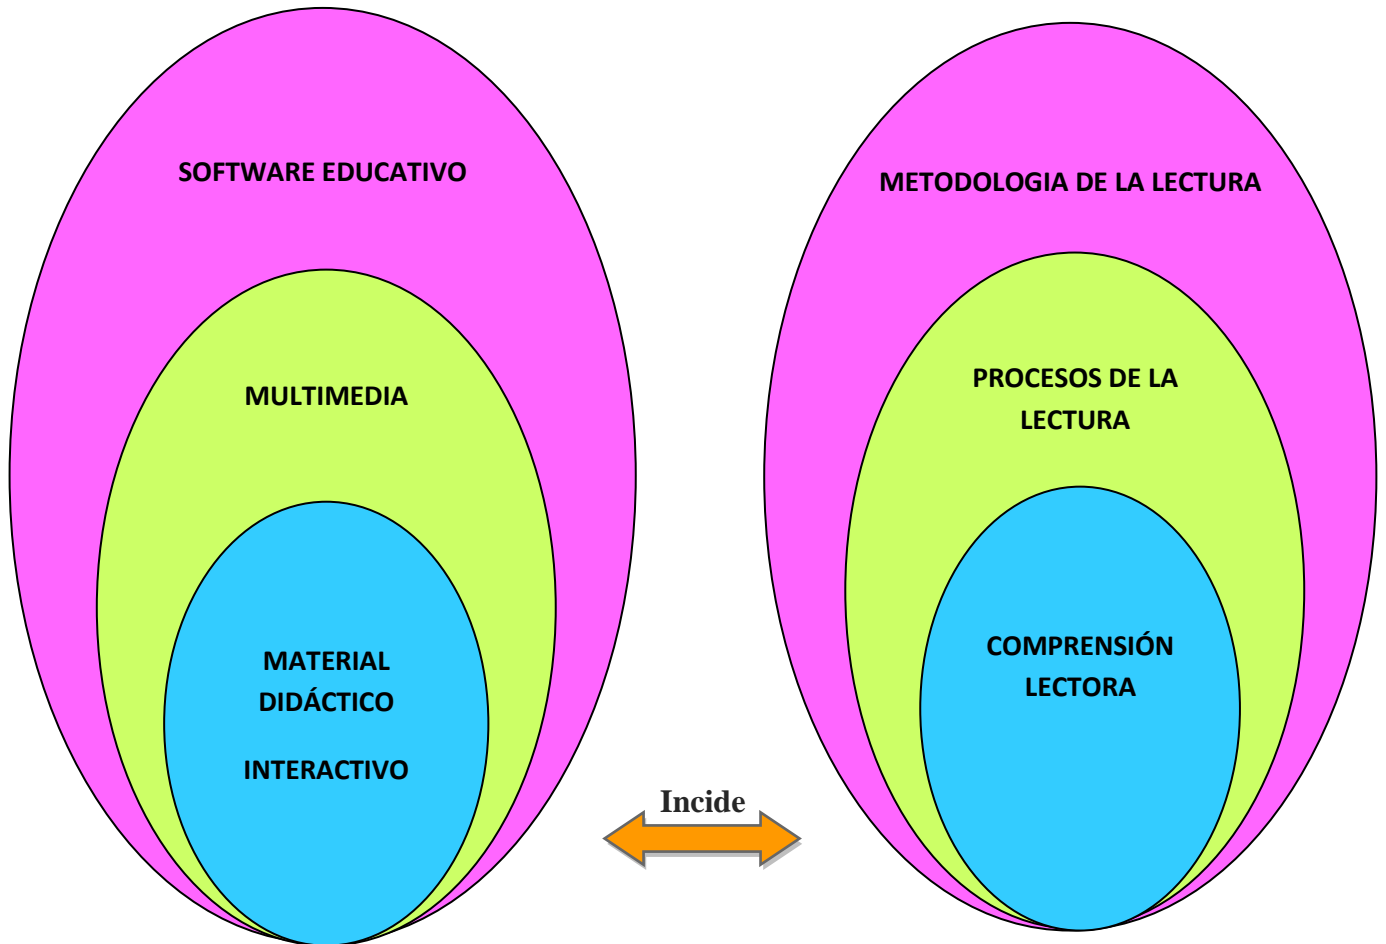 SOFTWARE EDUCATIVO
MULTIMEDIA
MATERIAL
DIDÁCTICO
INTERACTIVO
Incide
METODOLOGIA DE LA LECTURA
PROCESOS DE LA
LECTURA
COMPRENSIÓN
LECTORA